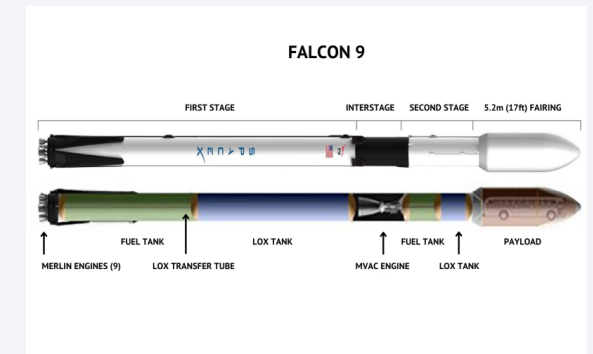 FALCON 9
FIRST STAGE
INTERSTAGE
SECOND STAGE
5.2m (17ft) FAIRING
SPACEX
FUEL TANK
LOX TANK
FUEL TANK
PAYLOAD
MERLIN ENGINES (9)
LOX TRANSFER TUBE
MVAC ENGINE
LOX TANK